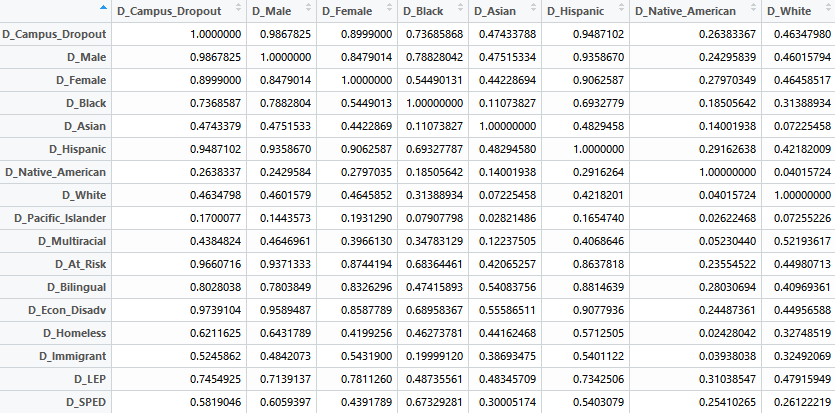 D_Campus_Dropout D_Male D_Female D_Black D_Asian D_Hispanic D_Native_American D_White
D_Campus_Dropout 1.0000000 0.9867825 0.8999000 0.73685868 0.47433788 0.9487102 0.26383367 0.46347980
D_Male 0.9867825 1.0000000 0.8479014 0.78828042 0.47515334 0.9358670 0.24295839 0.46015794
D_Female 0.8999000 0.8479014 1.0000000 0.54490131 0.44228694 0.9062587 0.27970349 0.46458517
D_Black 0.7368587 0.7882804 0.5449013 1.00000000 0.11073827 0.6932779 0.18505642 0.31388934
D_Asian 0.4743379 0.4751533 0.4422869 0.11073827 1.00000000 0.4829458 0.14001938 0.07225458
D_Hispanic 0.9487102 0.9358670 0.9062587 0.69327787 0.48294580 1.0000000 0.29162638 0.42182009
D_Native_American 0.2638337 0.2429584 0.2797035 0.18505642 0.14001938 0.2916264 1.00000000 0.04015724
D_White 0.4634798 0.4601579 0.4645852 0.31388934 0.07225458 0.4218201 0.04015724 1.00000000
D_Pacific_Islander 0.1700077 0.1443573 0.1931290 0.07907798 0.02821486 0.1654740 0.02622468 0.07255226
D_Multiracial 0.4384824 0.4646961 0.3966130 0.34783129 0.12237505 0.4068646 0.05230440 0.52193617
D_At_Risk 0.9660716 0.9371333 0.8744194 0.68364461 0.42065257 0.8637818 0.23554522 0.44980713
D_Bilingual 0.8028038 0.7803849 0.8326296 0.47415893 0.54083756 0.8814639 0.28030694 0.40969361
D_Econ_Disadv 0.9739104 0.9589487 0.8587789 0.68958367 0.55586511 0.9077936 0.24487361 0.44956588
D_Homeless 0.6211625 0.6431789 0.4199256 0.46273781 0.44162468 0.5712505 0.02428042 0.32748519
D_Immigrant 0.5245862 0.4842073 0.5431900 0.19999120 0.38693475 0.5401122 0.03938038 0.32492069
D_LEP 0.7454925 0.7139137 0.7811260 0.48735561 0.48345709 0.7342506 0.31038547 0.47915949
D_SPED 0.5819046 0.6059397 0.4391789 0.67329281 0.30005174 0.5403079 0.25410265 0.26122219